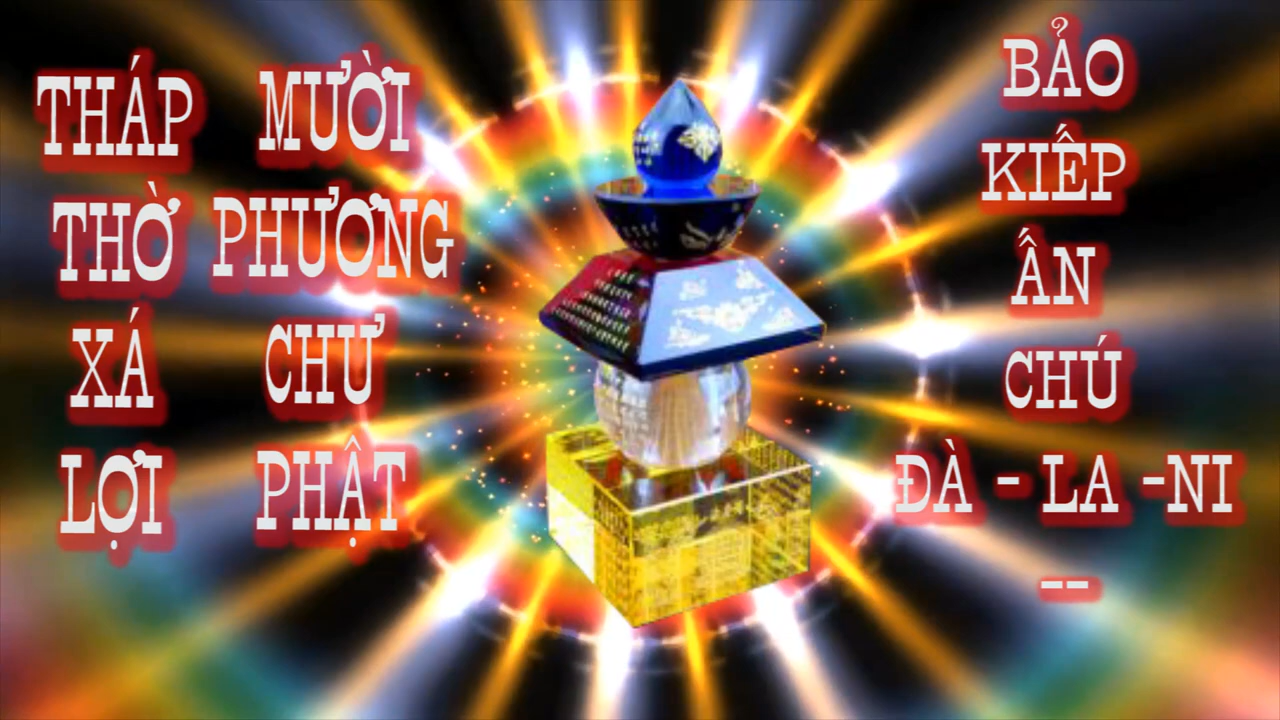 THÁP
THỜ
XÁ
LỢI
MƯỜI
PHƯƠNG
CHƯ
PHẬT
BẢO
KIẾP
ẤN
CHÚ
ĐÀ - LA -NI
--